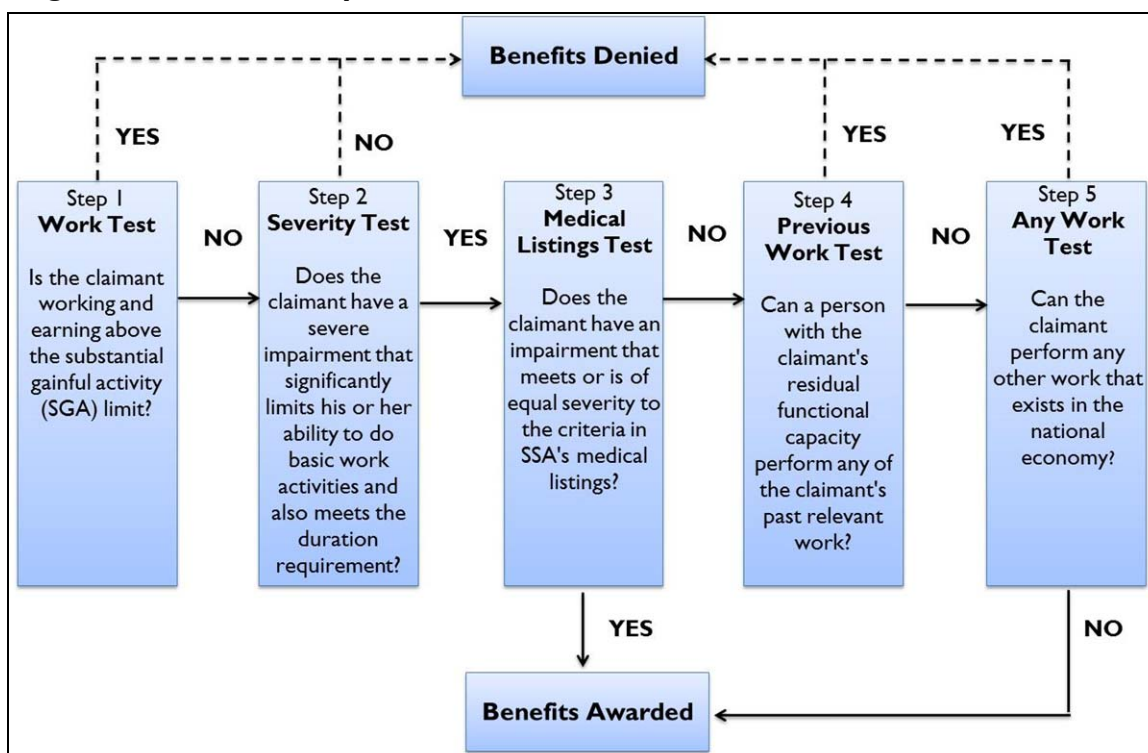 Benefits Denied
YES
NO
YES
YES
Step 1
Work Test
Is the claimant
working and
earning above
the substantial
gainful activity
(SGA) limit?
NO
Step 2
Severity Test
Does the
claimant have a
severe
impairment that
significantly
limits his or her
ability to do
basic work
activities and
also meets the
duration
requirement?
YES
Step 3
Medical
Listings Test
Does the
claimant have an
impairment that
meets or is of
equal severity to
the criteria in
SSA's medical
listings?
NO
Step 4
Previous
Work Test
Can a person
with the
claimant's
residual
functional
capacity
perform any of
the claimant's
past relevant
work?
NO
Step 5
Any Work
Test
Can the
claimant
perform any
other work that
exists in the
national
economy?
YES
NO
Benefits Awarded